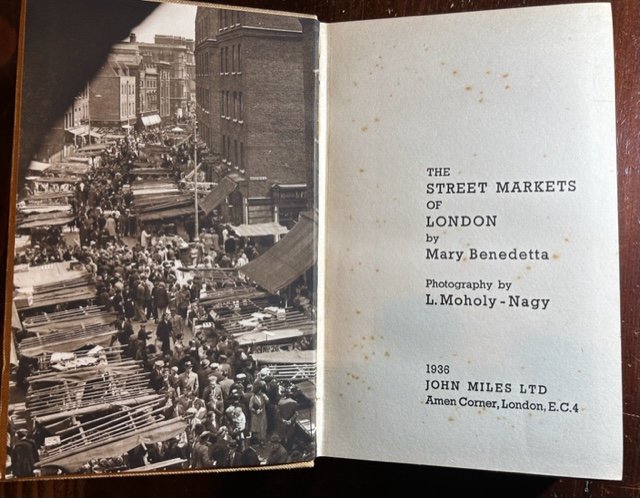 THE
STREET MARKETS
OF
LONDON
by
Mary Benedetta
Photography by
L. Moholy-Nagy
1936
JOHN MILES LTD
Amen Corner, London, E.C.4